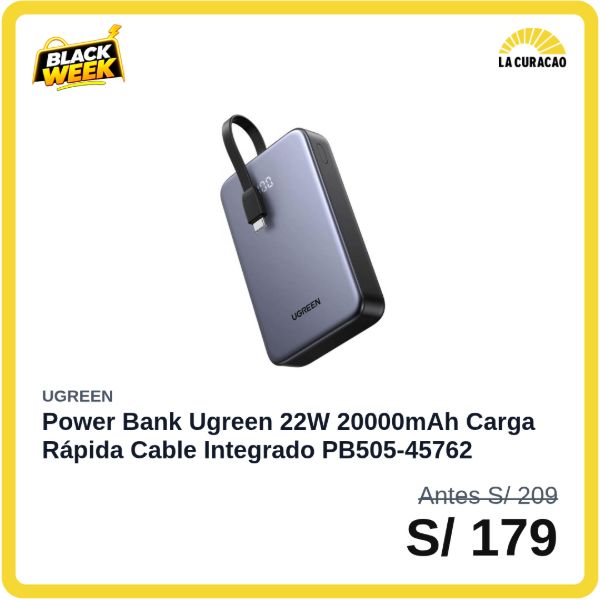 BLACK
WEEK
LA CURACAO
UGREEN
UGREEN
Power Bank Ugreen 22W 20000mAh Carga
Rápida Cable Integrado PB505-45762
Antes S/ 209
S/ 179